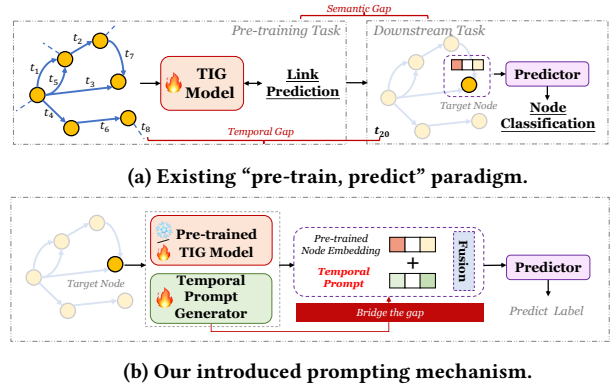 Semantic Gap
Pre-training Task
Downstream Task
t1
t2
t3
t4
t5
t6
t7
t8
TIG
Model
Link
Prediction
Target Node
Predictor
Node
Classification
Temporal Gap
t20
(a) Existing “pre-train, predict” paradigm.
Target Node
Pre-trained
TIG Model
Temporal
Prompt
Generator
Pre-trained
Node Embedding
Temporal
Prompt
+
Fusion
Bridge the gap
Predictor
Predict Label
(b) Our introduced prompting mechanism.